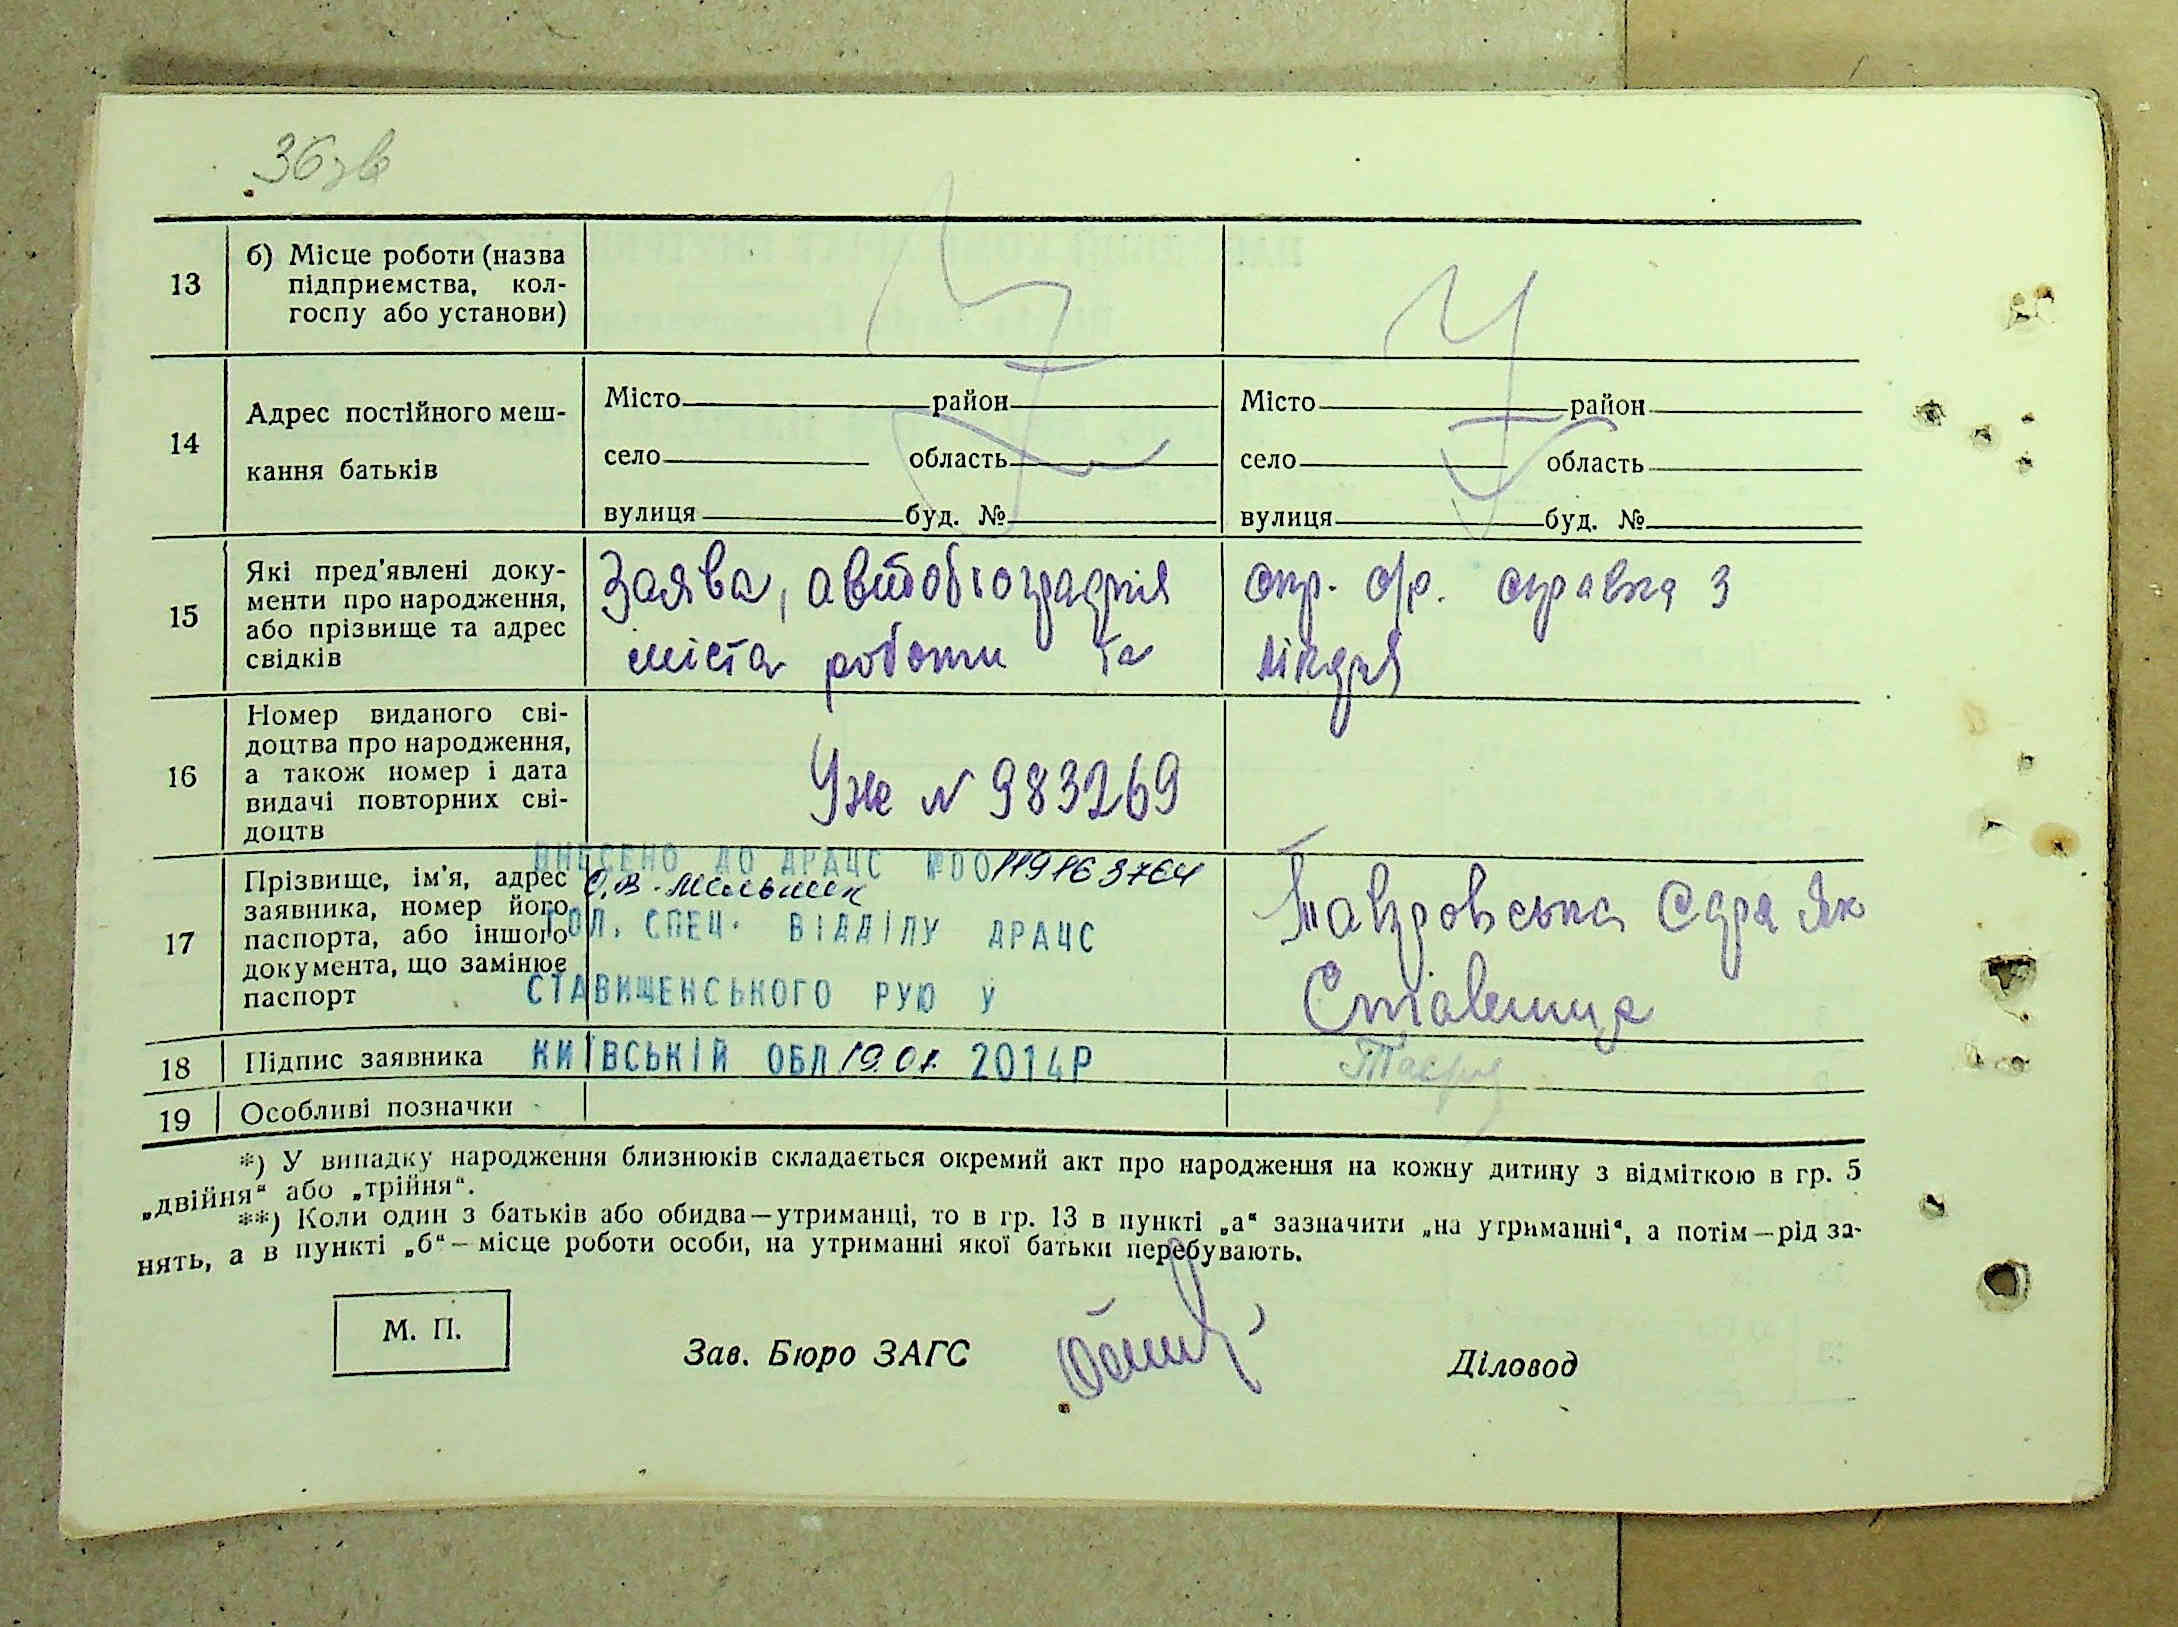 36зв
13
б) Місце роботи (назва
підприємства, кол-
госпу або установи)
14
Адрес постійного меш-
кання батьків
Місто район
село область
вулиця буд. №
Місто район
село область
вулиця буд. №
15
Які пред'явлені доку-
менти про народження,
або прізвище та адрес
свідків
Заява, автобіографія
міста роботи та
справка з
16
Номер виданого сві-
доцтва про народження,
а також номер і дата
видачі повторних сві-
доцтв
Уже № 983269
17
Прізвище, ім'я, адрес
заявника, номер його
паспорта, або іншого
документа, що замінює
паспорт
ВНЕСЕНО ДО ДРАЦС №00119163764
О.В. Мельник
ГОЛ. СПЕЦ. ВІДДІЛУ ДРАЦС
СТАВИЩЕНСЬКОГО РУЮ У
КИЇВСЬКІЙ ОБЛ 19.01. 2014Р
Сара Як
Ставище
18
Підпис заявника
19
Особливі позначки
*) У випадку народження близнюків складається окремий акт про народження на кожну дитину з відміткою в гр. 5
„двійня“ або „трійня“.
**) Коли один з батьків або обидва—утриманці, то в гр. 13 в пункті „а“ зазначити „на утриманні“, а потім—рід за-
нять, а в пункті „б“—місце роботи особи, на утриманні якої батьки перебувають.
М. П.
Зав. Бюро ЗАГС
Діловод